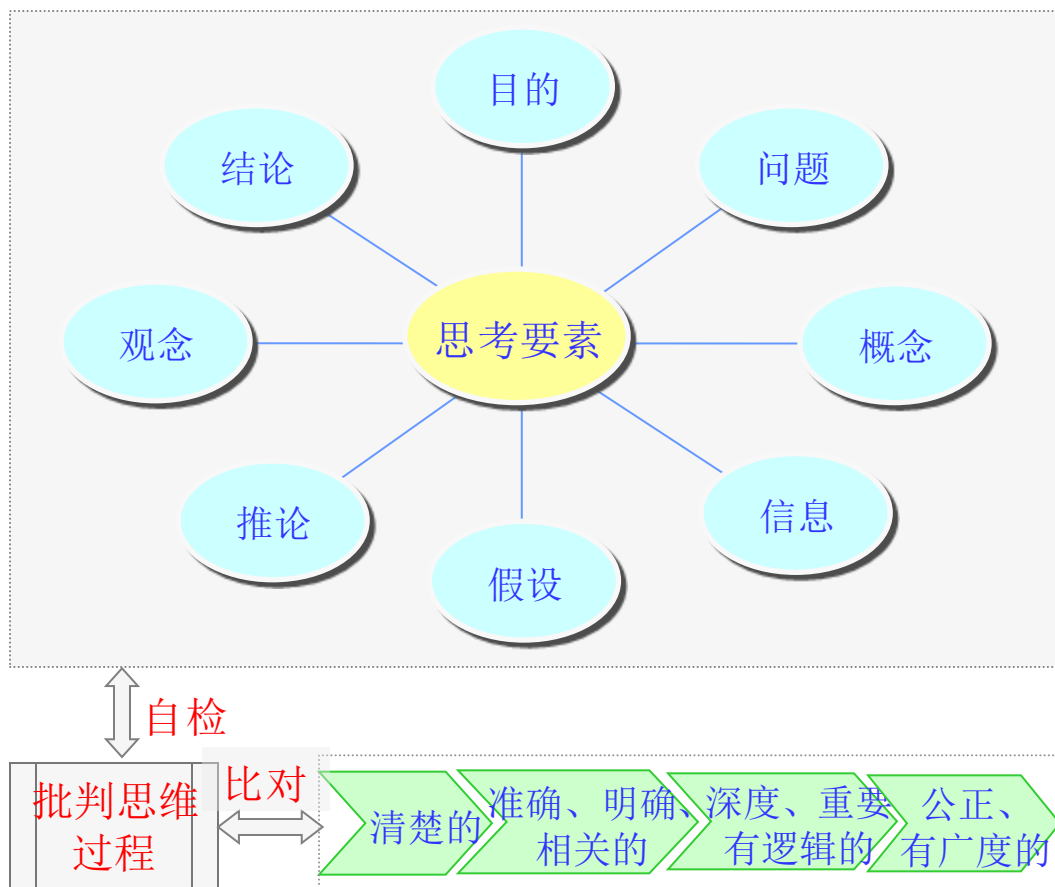 目的
结论
问题
思考要素
观念
概念
推论
信息
假设
自检
批判思维
过程
比对
清楚的
准确、明确、
相关的
深度、重要
有逻辑的
公正、
有广度的